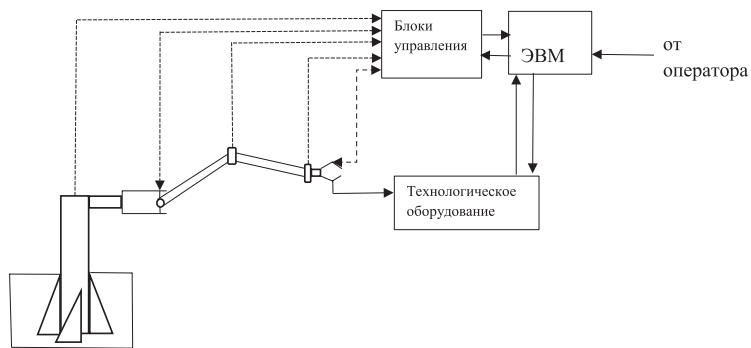 Блоки
управления
ЭВМ
от
оператора
Технологическое
оборудование